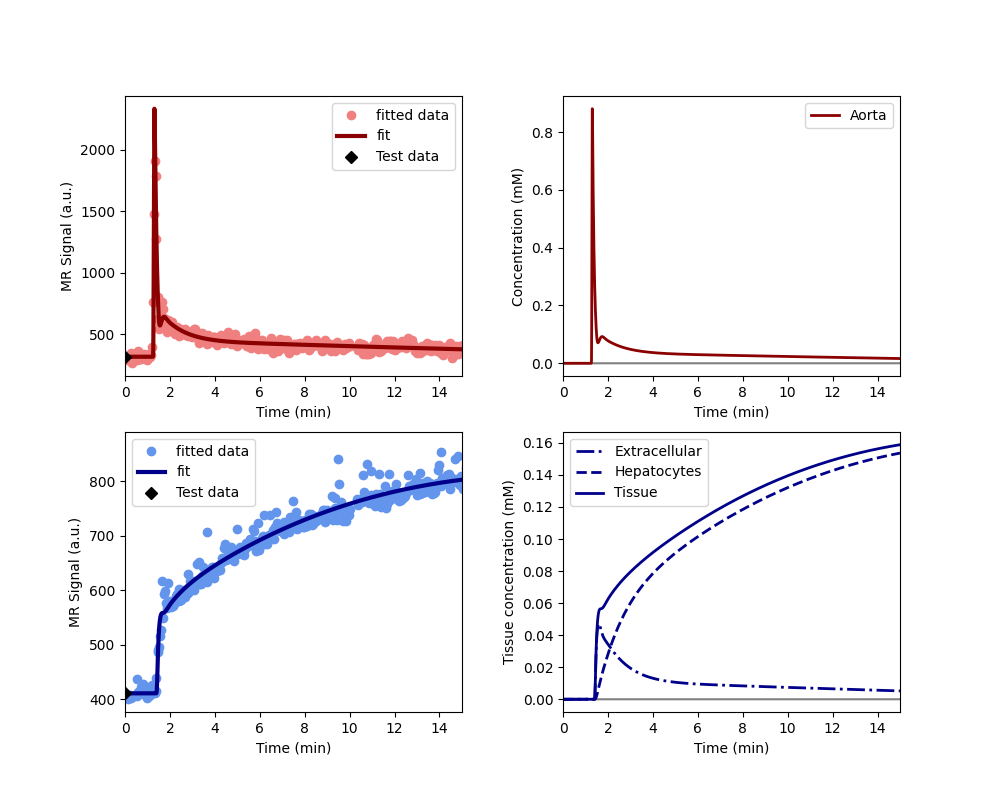 fitted data
fit
Test data
MR Signal (a.u.)
2000
1500
1000
500
0 2 4 6 8 10 12 14
Time (min)
Aorta
Concentration (mM)
0.8
0.6
0.4
0.2
0.0
0 2 4 6 8 10 12 14
Time (min)
fitted data
fit
Test data
MR Signal (a.u.)
800
700
600
500
400
0 2 4 6 8 10 12 14
Time (min)
Extracellular
Hepatocytes
Tissue
Tissue concentration (mM)
0.16
0.14
0.12
0.10
0.08
0.06
0.04
0.02
0.00
0 2 4 6 8 10 12 14
Time (min)